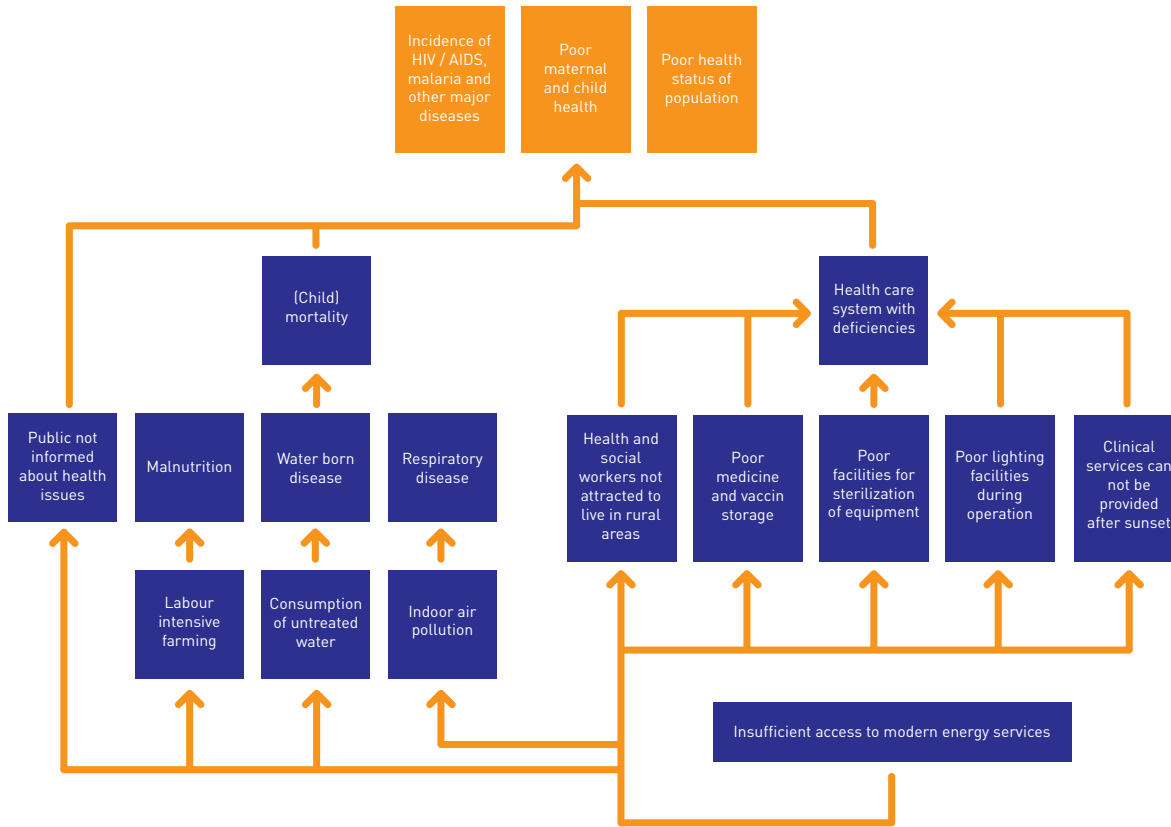 Incidence of
HIV / AIDS,
malaria and
other major
diseases
Poor
maternal
and child
health
Poor health
status of
population
(Child)
mortality
Health care
system with
deficiencies
Public not
informed
about health
issues
Malnutrition
Water born
disease
Respiratory
disease
Health and
social
workers not
attracted to
live in rural
areas
Poor
medicine
and vaccin
storage
Poor
facilities for
sterilization
of equipment
Poor lighting
facilities
during
operation
Clinical
services can
not be
provided
after sunset
Labour
intensive
farming
Consumption
of untreated
water
Indoor air
pollution
Insufficient access to modern energy services